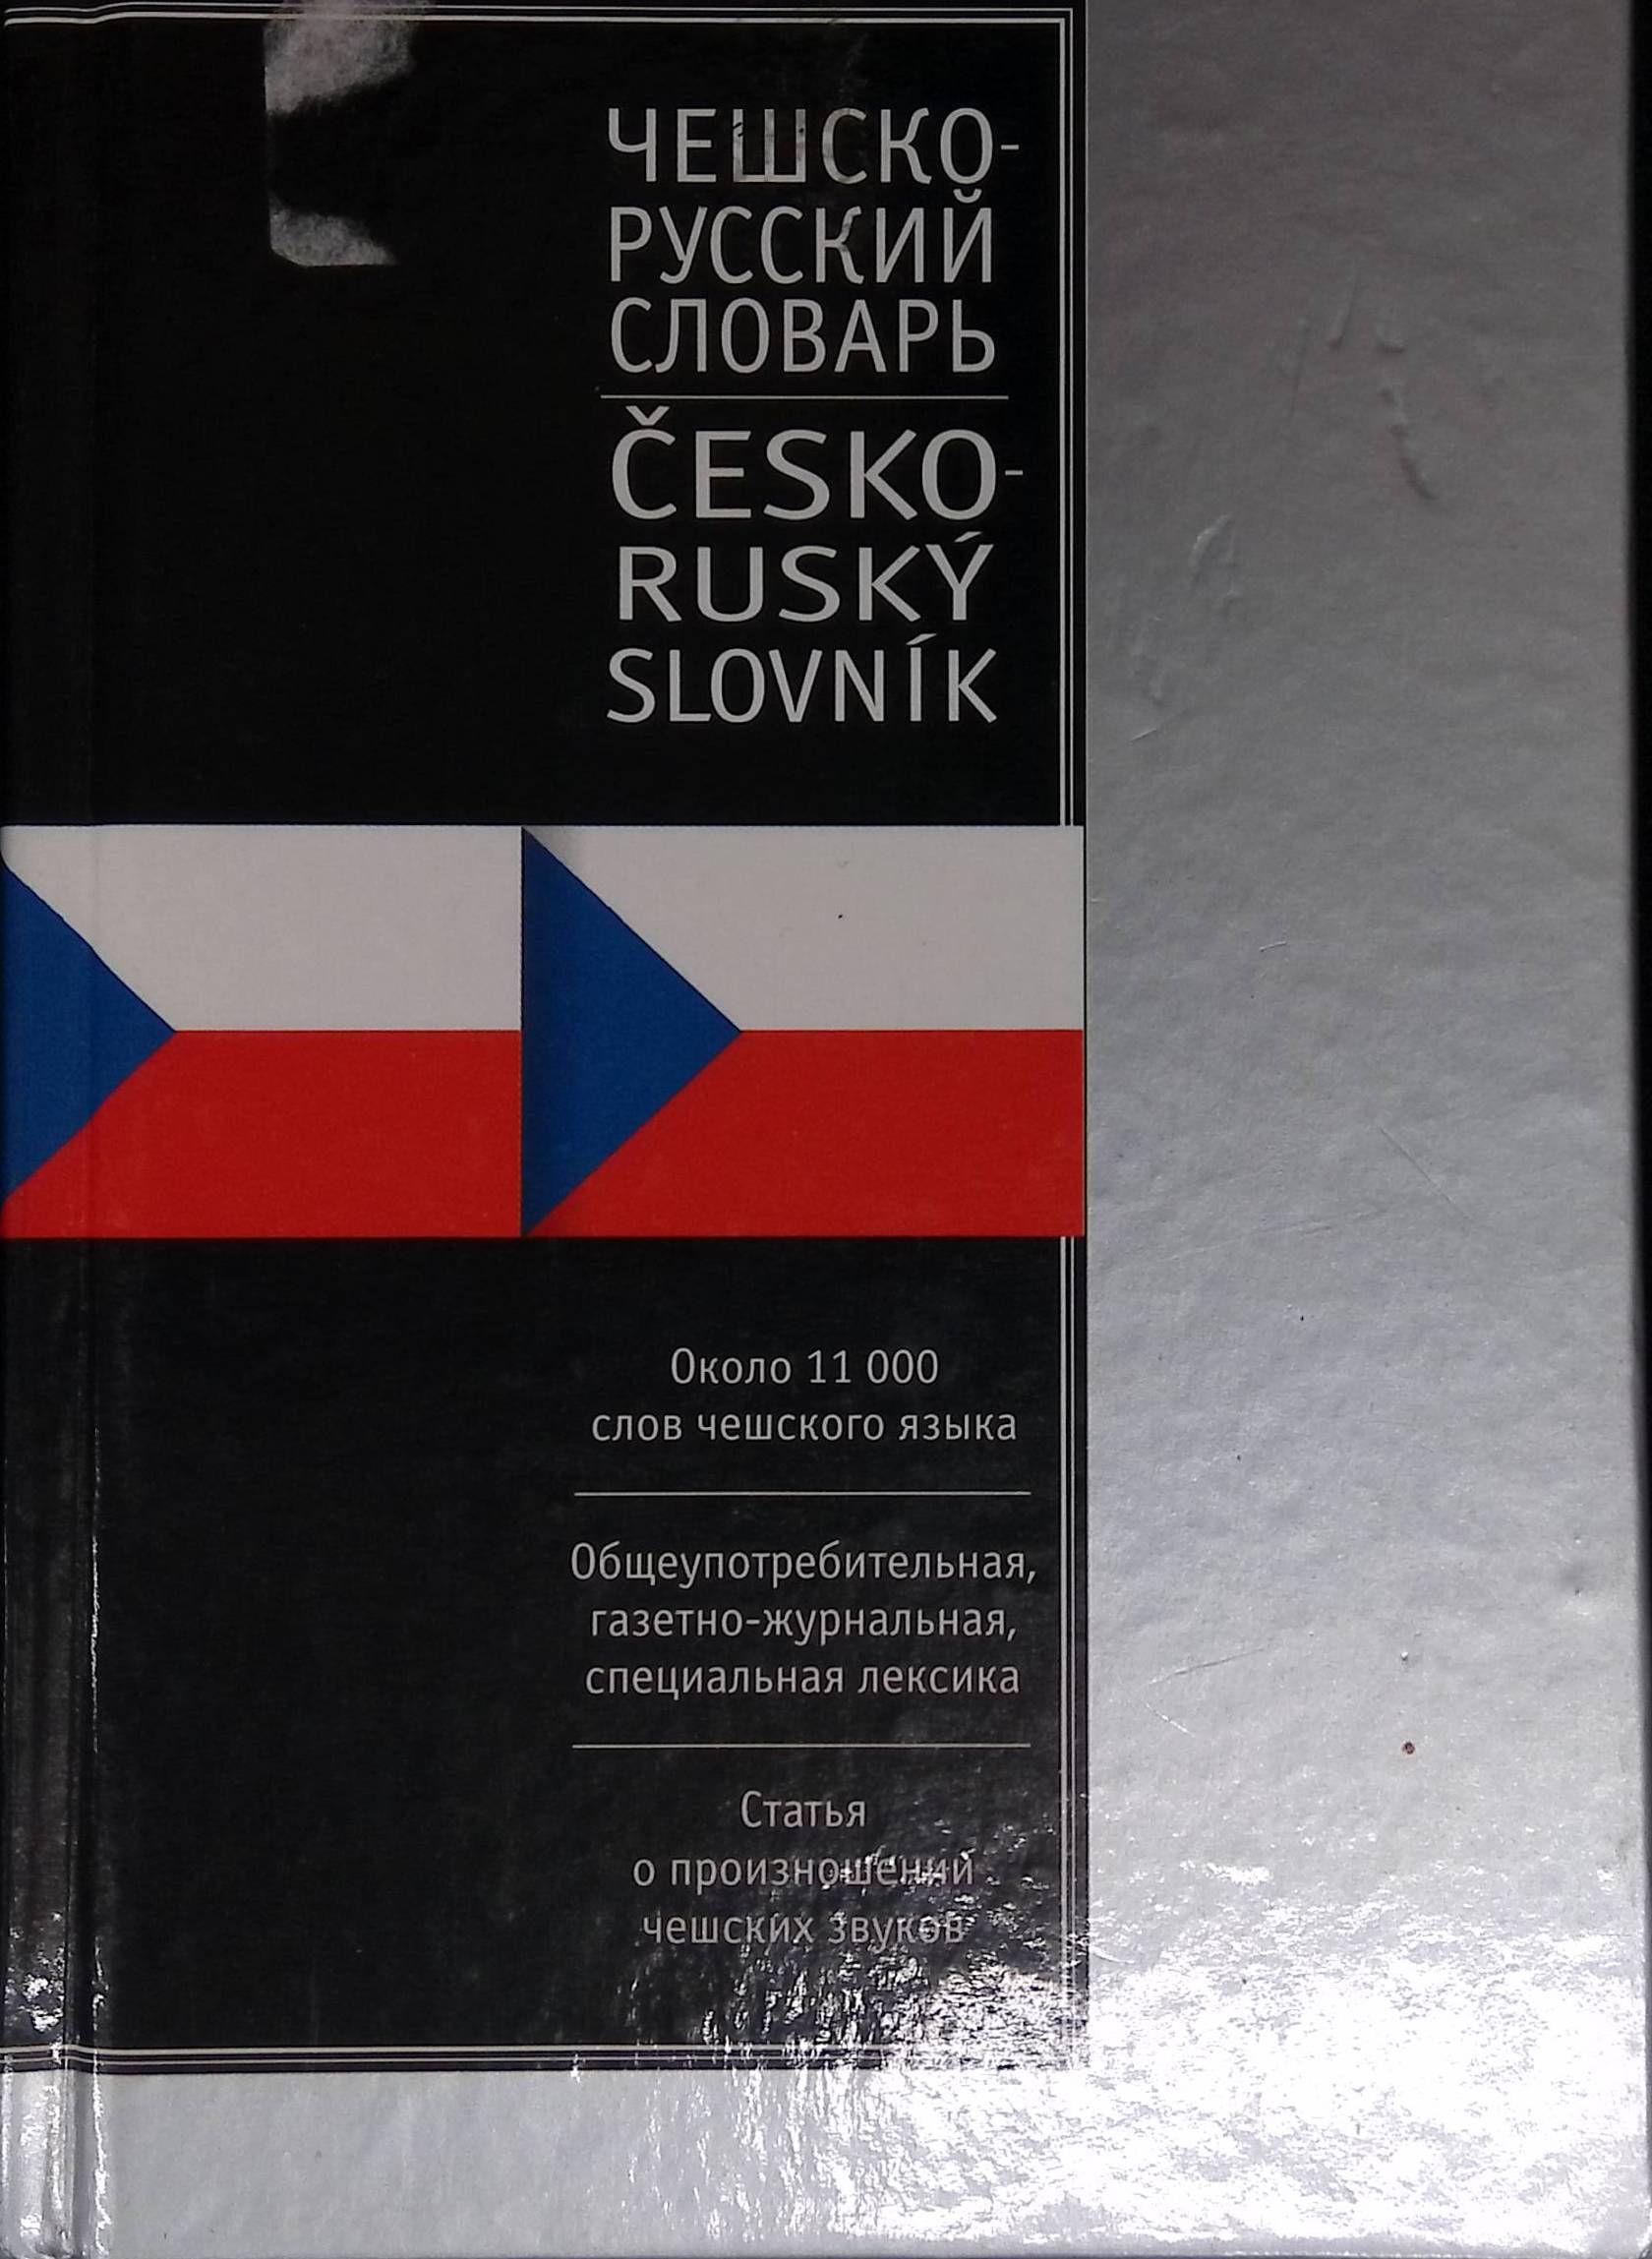 ЧЕШСКО-
РУССКИЙ
СЛОВАРЬ
ČESKO-
RUSKÝ
SLOVNÍK
Около 11 000
слов чешского языка
Общеупотребительная,
газетно-журнальная,
специальная лексика
Статья
о произношении
чешских звуков